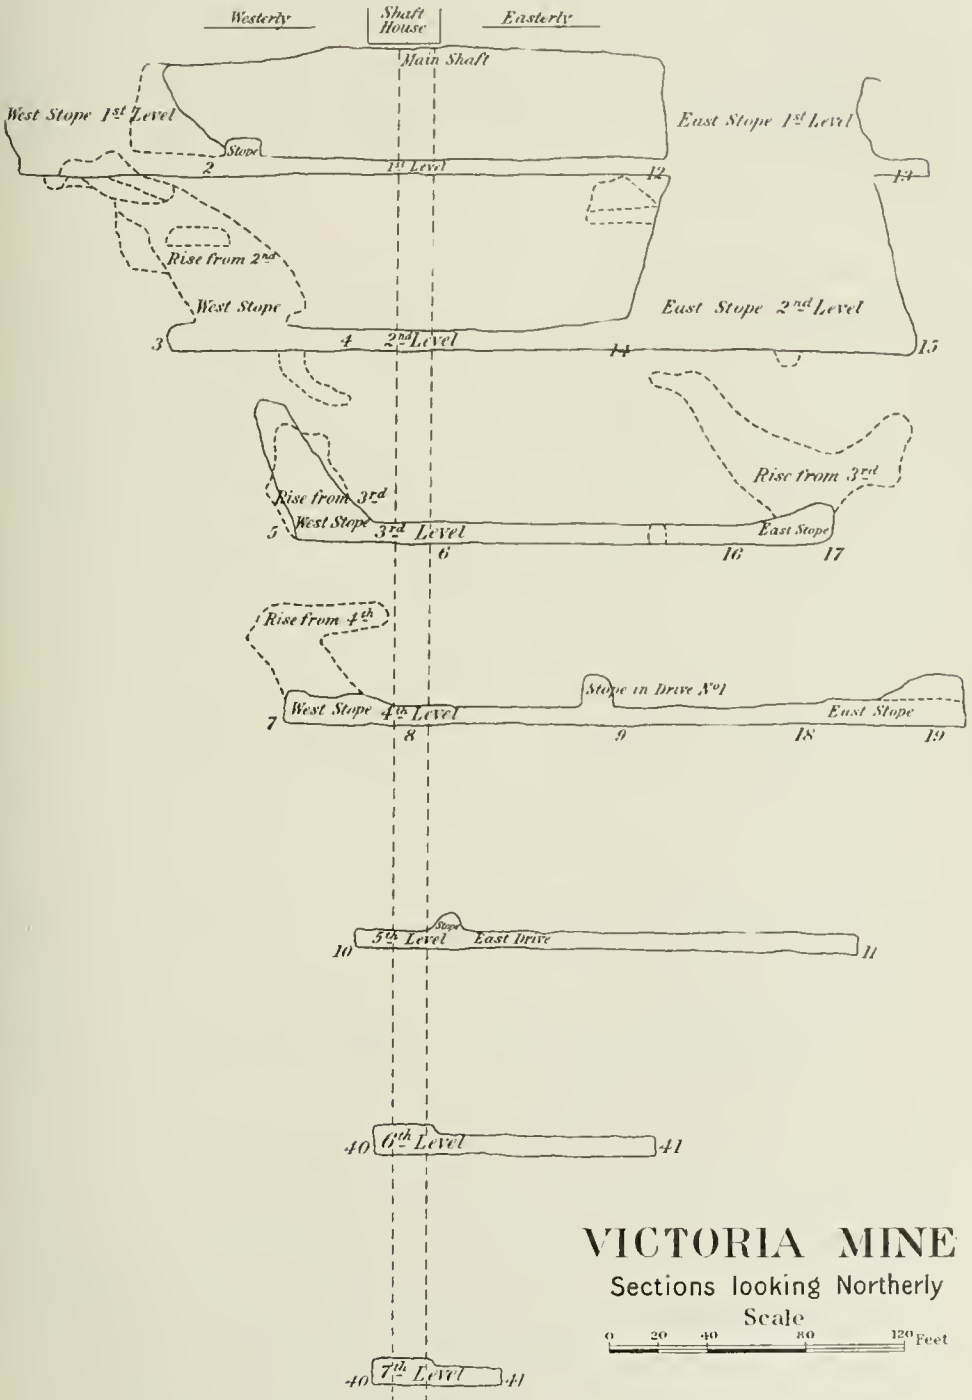 Westerly
Shaft
House
Easterly
Main Shaft
West Stope 1st Level
East Stope 1st Level
Stope
2
1st Level
12
13
Rise from 2nd
West Stope
East Stope 2nd Level
3
4
2nd Level
14
15
Rise from 3rd
Rise from 3rd
West Stope
East Stope
5
3rd Level
6
16
17
Rise from 4th
Stope in Drive No1
West Stope
4th Level
East Stope
7
8
9
18
19
Stope
5th Level
East Drive
10
11
40
6th Level
41
VICTORIA MINE
Sections looking Northerly
Scale
0 20 40 80 120 Feet
40
7th Level
41